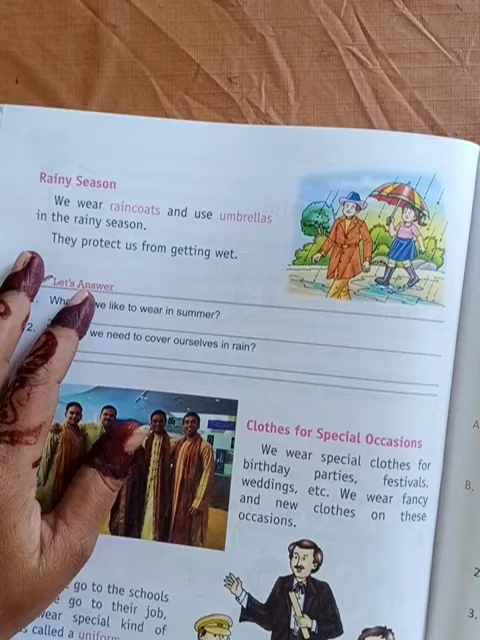 Rainy Season
We wear raincoats and use umbrellas
in the rainy season.
They protect us from getting wet.
Let's Answer
we like to wear in summer?
2. we need to cover ourselves in rain?
Clothes for Special Occasions
We wear special clothes for
birthday parties, festivals,
weddings, etc. We wear fancy
and new clothes on these
occasions.
go to the schools
go to their job,
special kind of
called a uniform
A
B.
2
3.